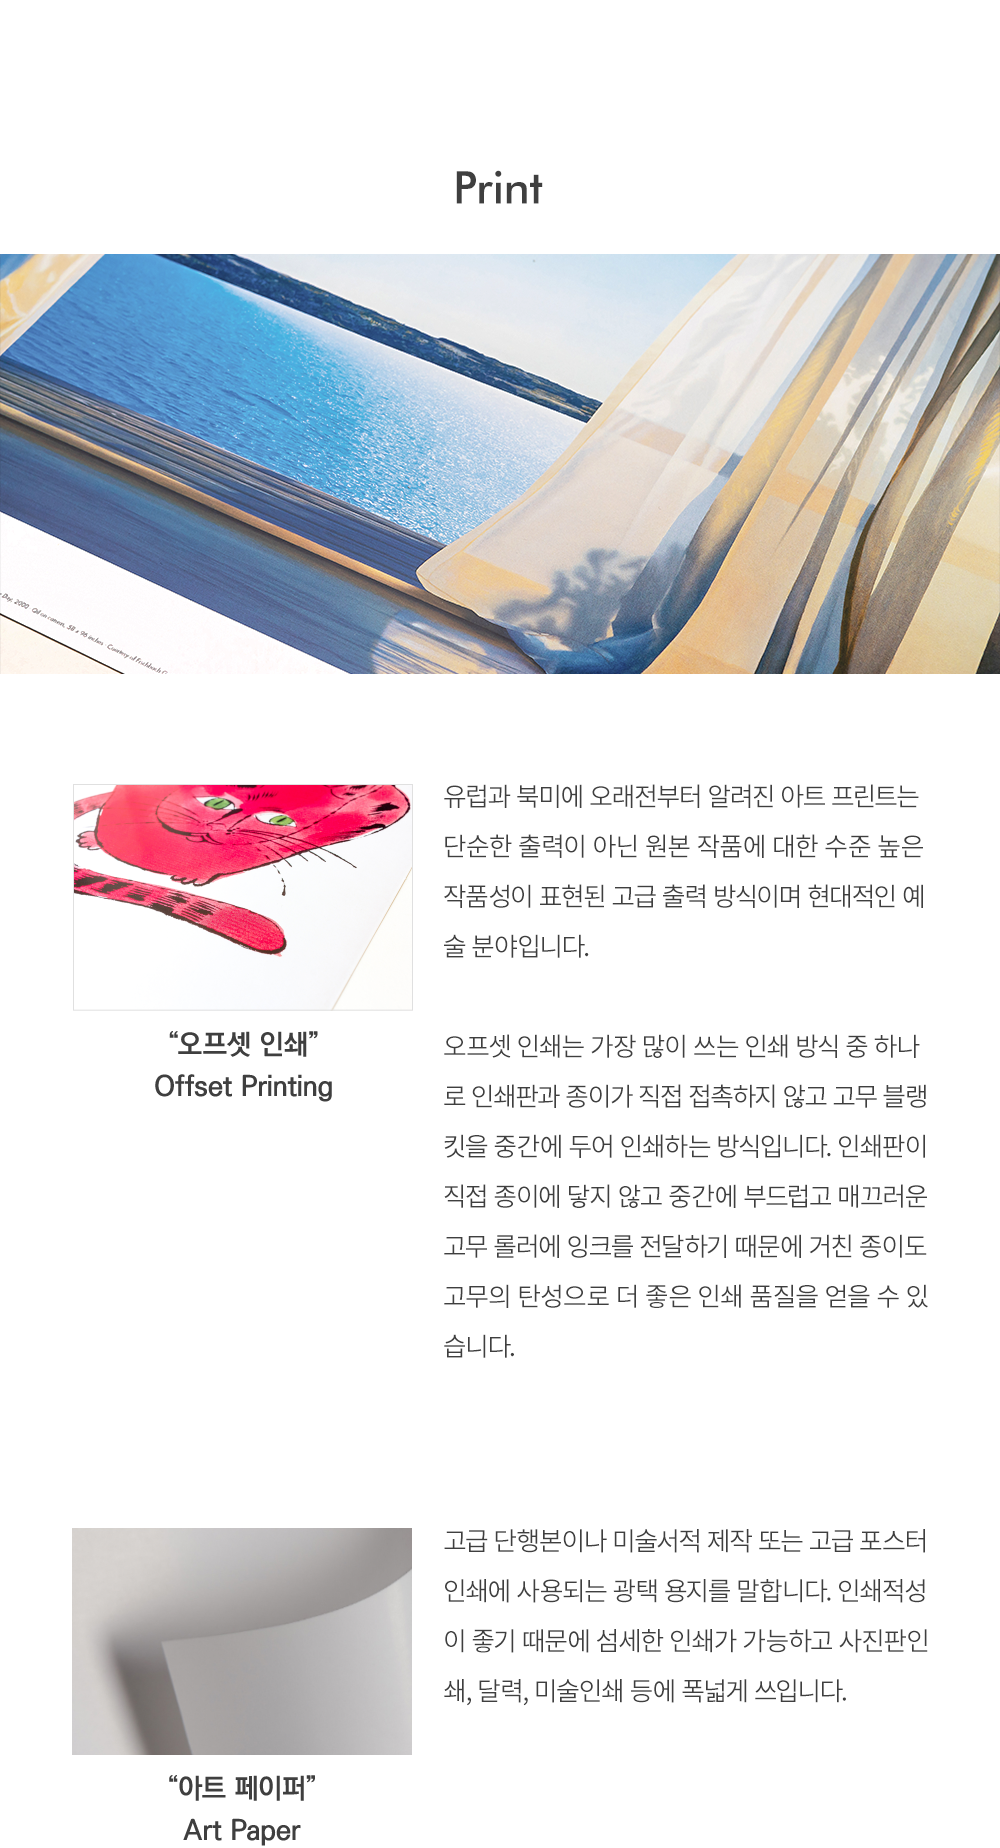 Print
Day, 2000 Oil on canvas, 58 x 96 inches Courtesy of Fischbach G
유럽과 북미에 오래전부터 알려진 아트 프린트는
단순한 출력이 아닌 원본 작품에 대한 수준 높은
작품성이 표현된 고급 출력 방식이며 현대적인 예
술 분야입니다.
“오프셋 인쇄”
Offset Printing
오프셋 인쇄는 가장 많이 쓰는 인쇄 방식 중 하나
로 인쇄판과 종이가 직접 접촉하지 않고 고무 블랭
킷을 중간에 두어 인쇄하는 방식입니다. 인쇄판이
직접 종이에 닿지 않고 중간에 부드럽고 매끄러운
고무 롤러에 잉크를 전달하기 때문에 거친 종이도
고무의 탄성으로 더 좋은 인쇄 품질을 얻을 수 있
습니다.
고급 단행본이나 미술서적 제작 또는 고급 포스터
인쇄에 사용되는 광택 용지를 말합니다. 인쇄적성
이 좋기 때문에 섬세한 인쇄가 가능하고 사진판인
쇄, 달력, 미술인쇄 등에 폭넓게 쓰입니다.
“아트 페이퍼”
Art Paper